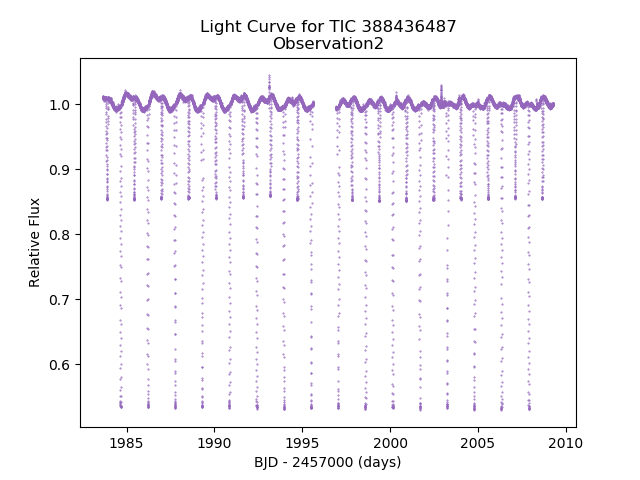 Light Curve for TIC 388436487
Observation2
1.0
0.9
0.8
0.7
0.6
Relative Flux
1985
1990
1995
2000
2005
2010
BJD - 2457000 (days)